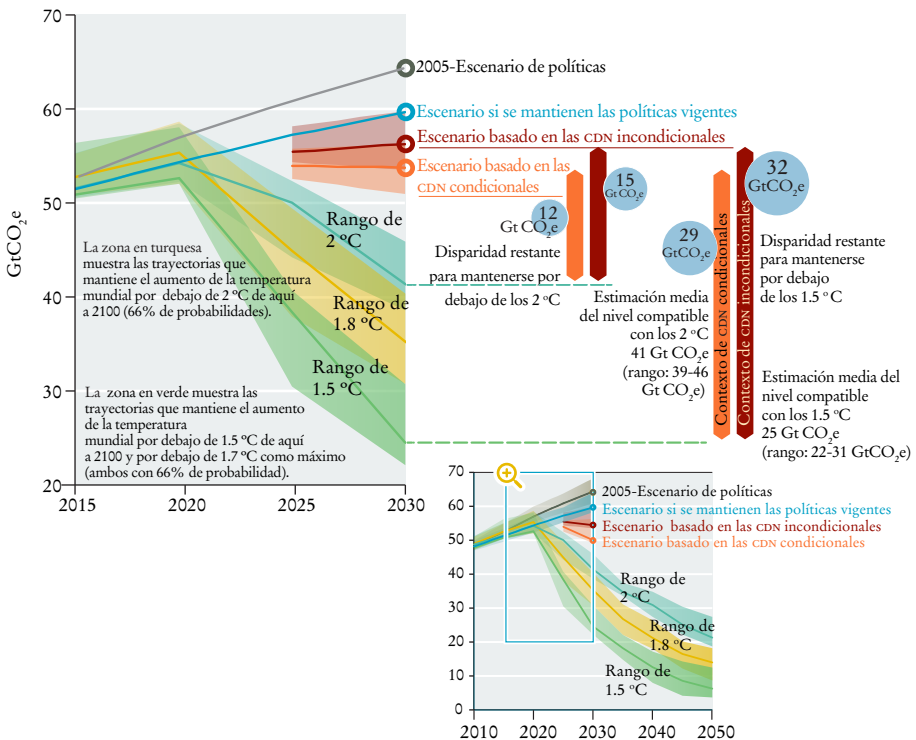 70
60
50
40
30
20
GtCO2e
2015
2020
2025
2030
2005-Escenario de políticas
Escenario si se mantienen las políticas vigentes
Escenario basado en las CDN incondicionales
Escenario basado en las
CDN condicionales
Rango de
2 ºC
Rango de
1.8 ºC
Rango de
1.5 ºC
La zona en turquesa
muestra las trayectorias que
mantiene el aumento de la temperatura
mundial por debajo de 2 ºC de aquí
a 2100 (66% de probabilidades).
La zona en verde muestra las
trayectorias que mantiene el aumento
de la temperatura
mundial por debajo de 1.5 ºC de aquí
a 2100 y por debajo de 1.7 ºC como máximo
(ambos con 66% de probabilidad).
12
Gt CO2e
15
GtCO2e
Disparidad restante
para mantenerse por
debajo de los 2 ºC
29
GtCO2e
32
GtCO2e
Contexto de CDN condicionales
Contexto de CDN incondicionales
Disparidad restante
para mantenerse
por debajo
de los 1.5 ºC
Estimación media
del nivel compatible
con los 2 ºC
41 Gt CO2e
(rango: 39-46
Gt CO2e)
Estimación media del
nivel compatible
con los 1.5 ºC
25 Gt CO2e
(rango: 22-31 GtCO2e)
70
60
50
40
30
20
10
0
2010
2020
2030
2040
2050
2005-Escenario de políticas
Escenario si se mantienen las políticas vigentes
Escenario basado en las CDN incondicionales
Escenario basado en las CDN condicionales
Rango de
2 ºC
Rango de
1.8 ºC
Rango de
1.5 ºC